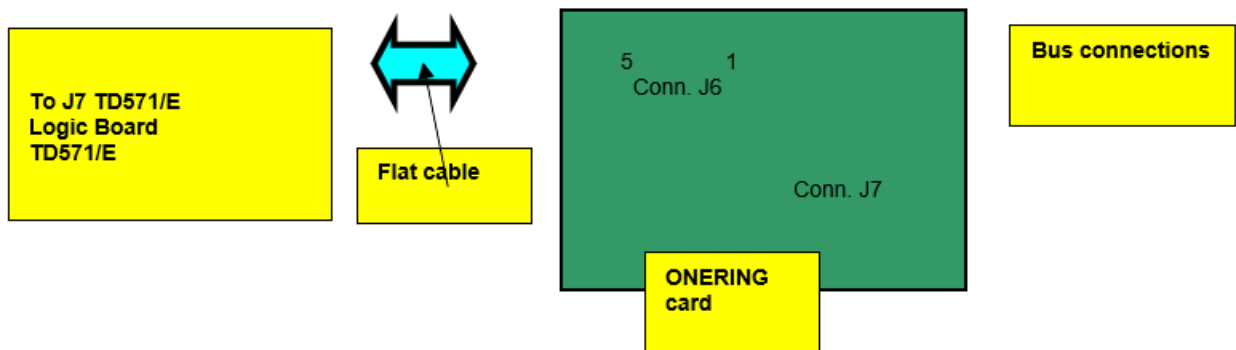 To J7 TD571/E
Logic Board
TD571/E
Flat cable
5 1
Conn. J6
Conn. J7
ONERING
card
Bus connections